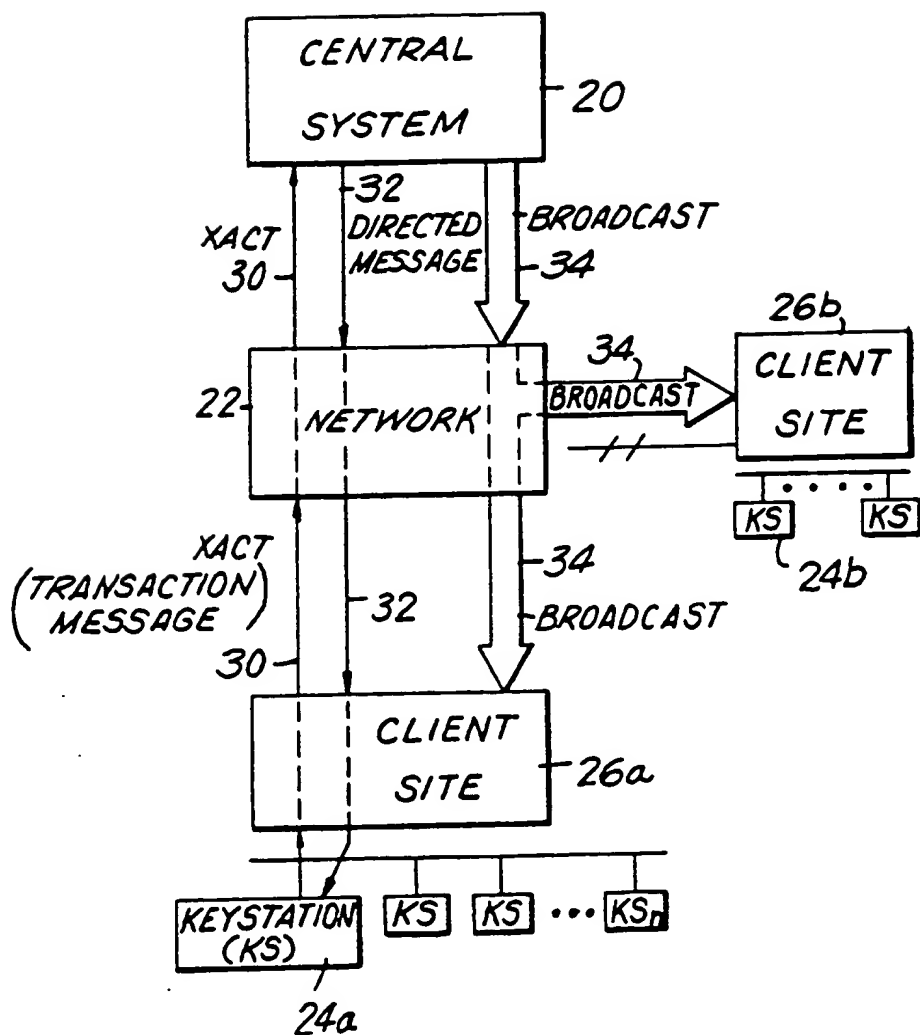 CENTRAL
SYSTEM
20
32
DIRECTED
MESSAGE
BROADCAST
34
XACT
30
26b
CLIENT
SITE
34
BROADCAST
22
NETWORK
KS
KS
24b
XACT
(TRANSACTION
MESSAGE)
30
32
34
BROADCAST
CLIENT
SITE
26a
KEYSTATION
(KS)
KS
KS
KSn
24a